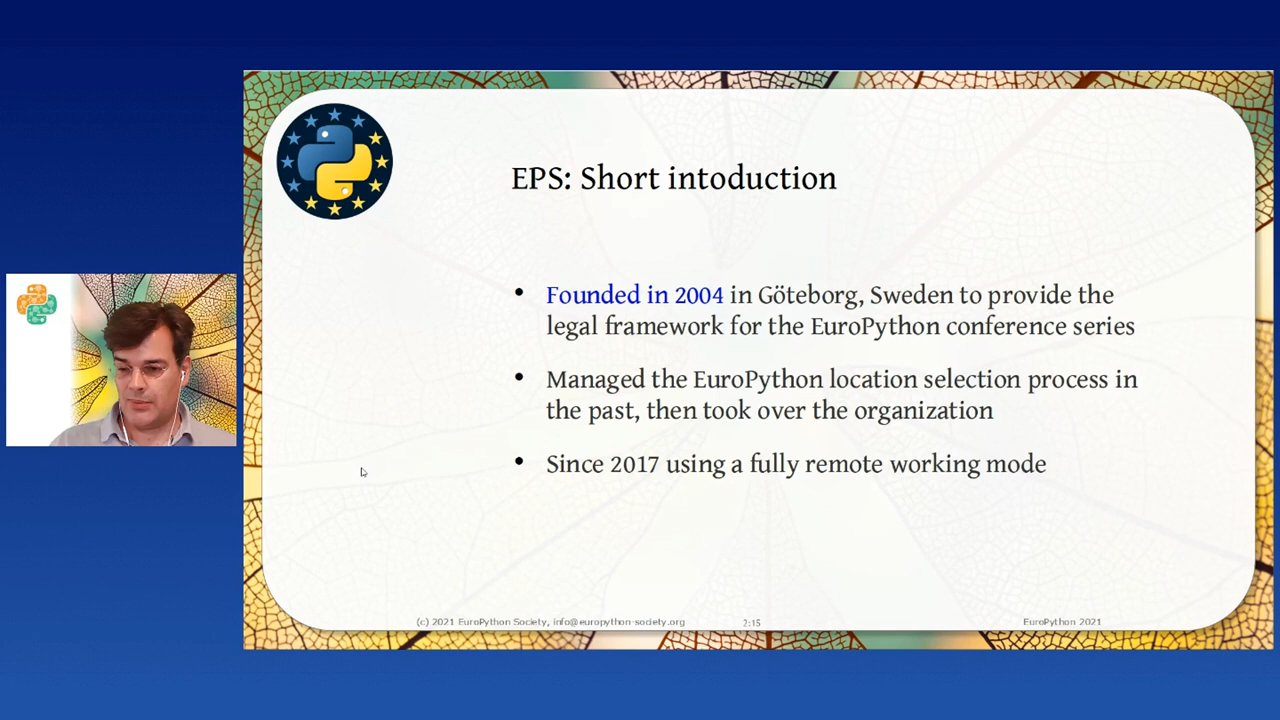 EPS: Short intoduction
• Founded in 2004 in Göteborg, Sweden to provide the
legal framework for the EuroPython conference series
• Managed the EuroPython location selection process in
the past, then took over the organization
• Since 2017 using a fully remote working mode
(c) 2021 EuroPython Society, info@europython-society.org
2:15
EuroPython 2021